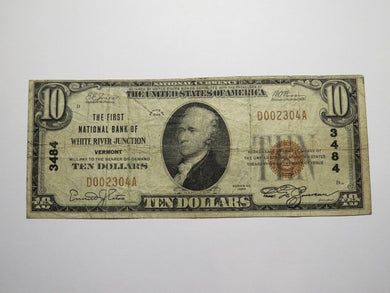 NATIONAL CURRENCY
THE UNITED STATES OF AMERICA
10
10
D002304A
THE FIRST
NATIONAL BANK OF
WHITE RIVER JUNCTION
VERMONT
WILL PAY TO THE BEARER ON DEMAND
TEN DOLLARS
TEN
3484
3484
D002304A
10
TEN DOLLARS
10